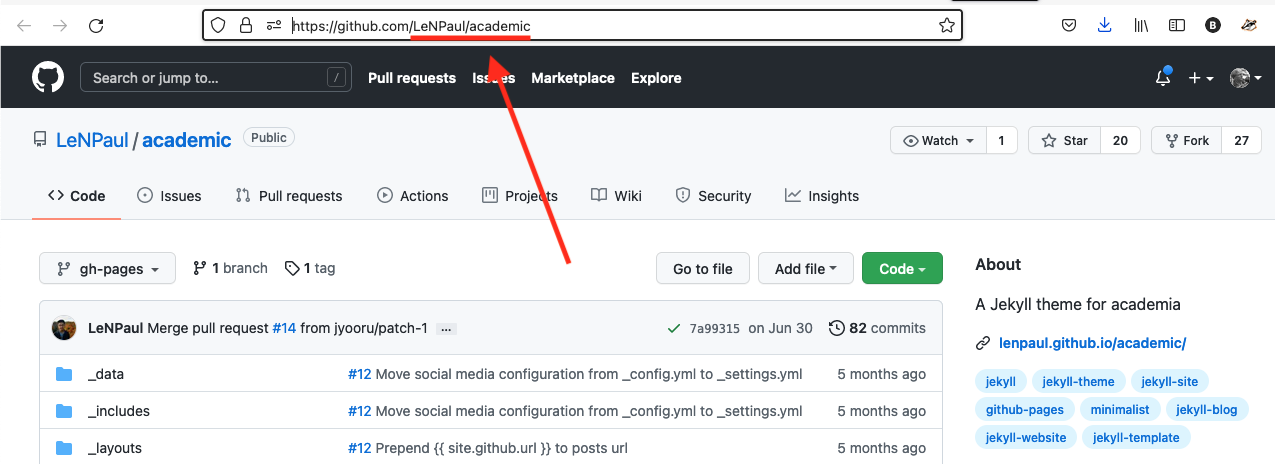 https://github.com/LeNPaul/academic
B
Search or jump to… / Pull requests Issues Marketplace Explore
LeNPaul / academic Public Watch 1 Star 20 Fork 27
Code Issues Pull requests Actions Projects Wiki Security Insights
gh-pages 1 branch 1 tag Go to file Add file Code
About
A Jekyll theme for academia
LeNPaul Merge pull request #14 from jyooru/patch-1 ... 7a99315 on Jun 30 82 commits
lenpaul.github.io/academic/
_data #12 Move social media configuration from _config.yml to _settings.yml 5 months ago
jekyll jekyll-theme jekyll-site
_includes #12 Move social media configuration from _config.yml to _settings.yml 5 months ago
github-pages minimalist jekyll-blog
jekyll-website jekyll-template
_layouts #12 Prepend {{ site.github.url }} to posts url 5 months ago